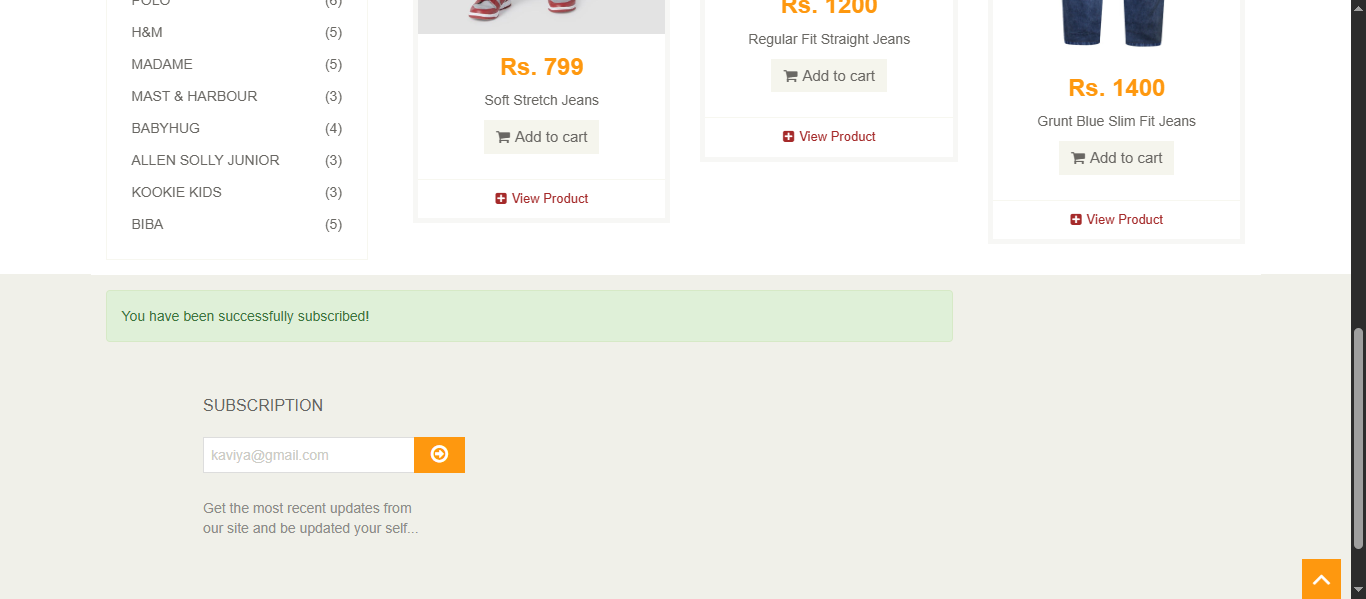 POLO (6)
H&M (5)
MADAME (5)
MAST & HARBOUR (3)
BABYHUG (4)
ALLEN SOLLY JUNIOR (3)
KOOKIE KIDS (3)
BIBA (5)
Rs. 799
Soft Stretch Jeans
Add to cart
View Product
Rs. 1200
Regular Fit Straight Jeans
Add to cart
View Product
Rs. 1400
Grunt Blue Slim Fit Jeans
Add to cart
View Product
You have been successfully subscribed!
SUBSCRIPTION
kaviya@gmail.com
Get the most recent updates from
our site and be updated your self...